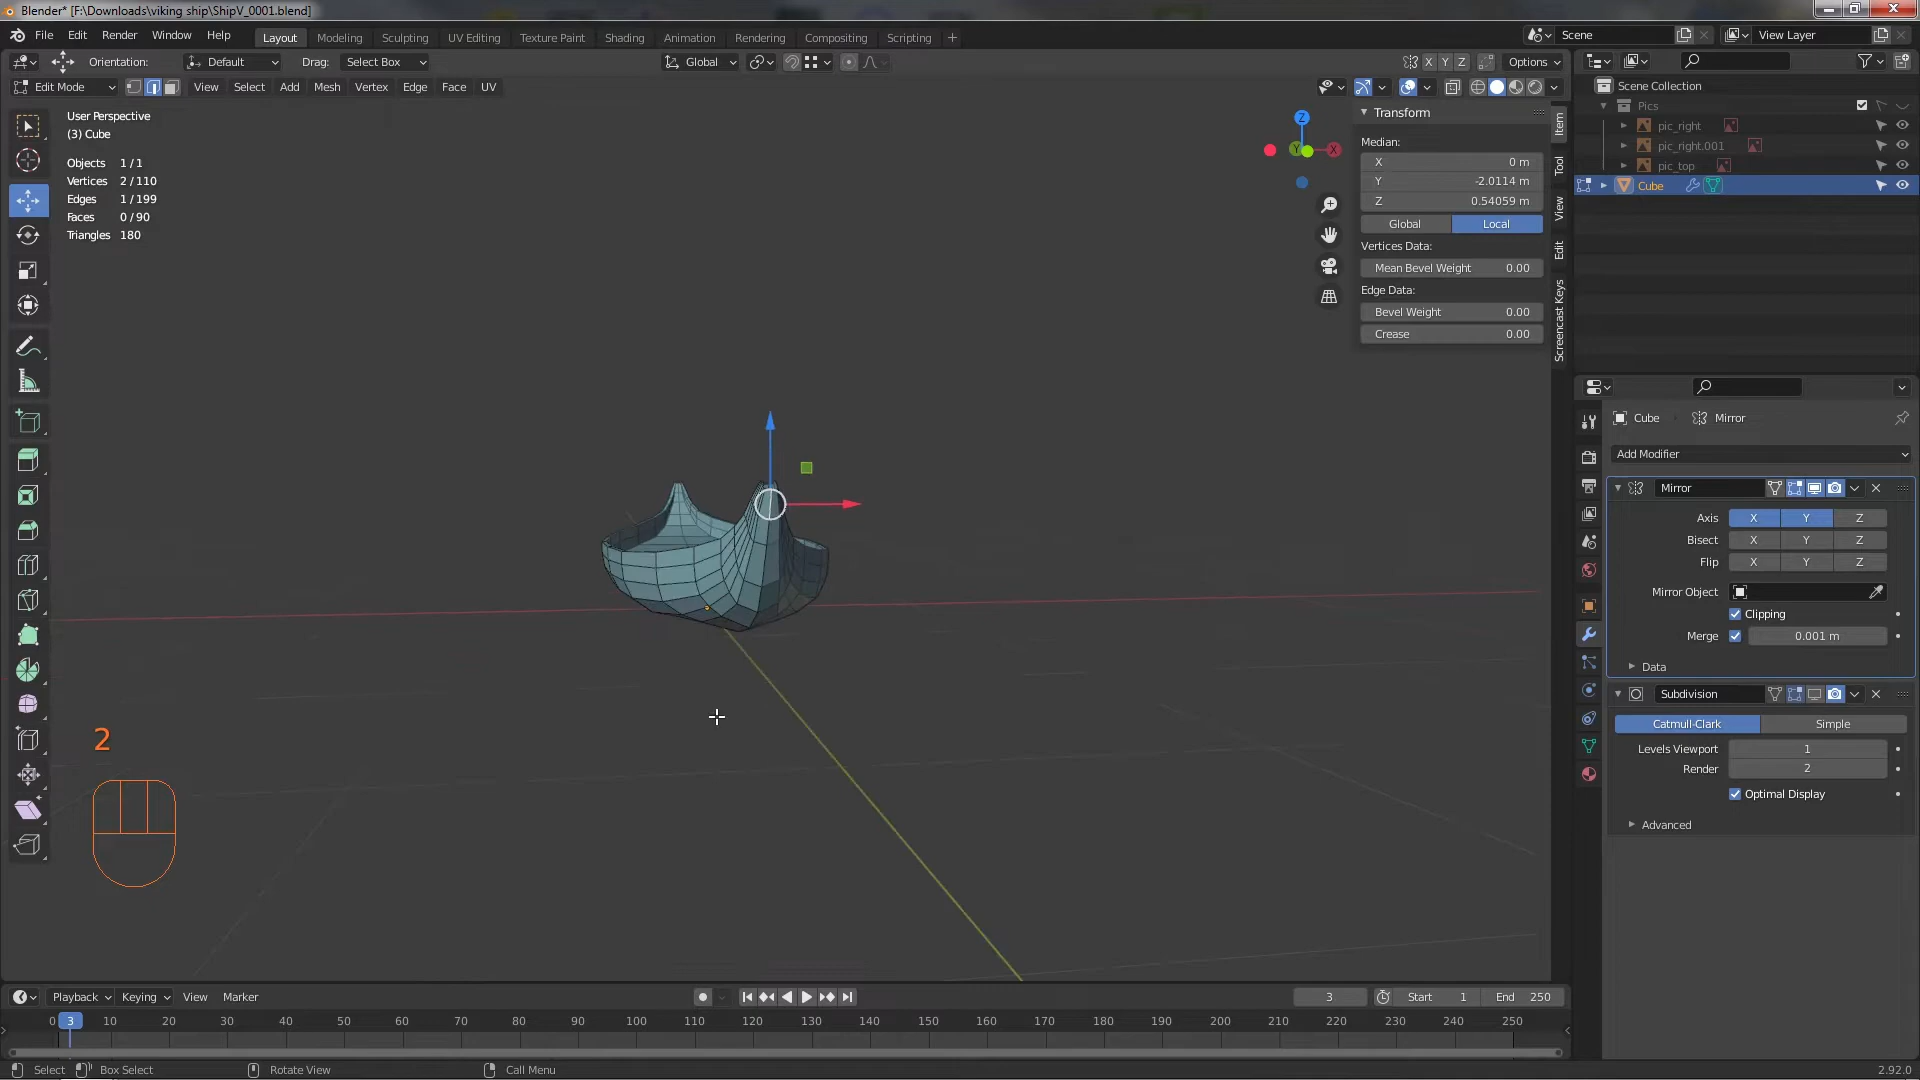 Blender* [F:\Downloads\viking ship\ShipV_0001.blend]
File Edit Render Window Help Layout Modeling Sculpting UV Editing Texture Paint Shading Animation Rendering Compositing Scripting + Scene View Layer
Orientation: Default Drag: Select Box Global X Y Z Options
Edit Mode View Select Add Mesh Vertex Edge Face UV
User Perspective
(3) Cube
Objects 1 / 1
Vertices 2 / 110
Edges 1 / 199
Faces 0 / 90
Triangles 180
Z
Y
X
Transform
Median:
X 0 m
Y -2.0114 m
Z 0.54059 m
Global Local
Vertices Data:
Mean Bevel Weight 0.00
Edge Data:
Bevel Weight 0.00
Crease 0.00
Item
Tool
View
Edit
Screencast Keys
Scene Collection
Pics
pic_right
pic_right.001
pic_top
Cube
Cube Mirror
Add Modifier
Mirror
Axis X Y Z
Bisect X Y Z
Flip X Y Z
Mirror Object
Clipping
Merge 0.001 m
Data
Subdivision
Catmull-Clark Simple
Levels Viewport 1
Render 2
Optimal Display
Advanced
2
Playback Keying View Marker 3 Start 1 End 250
0 3 10 20 30 40 50 60 70 80 90 100 110 120 130 140 150 160 170 180 190 200 210 220 230 240 250
Select Box Select Rotate View Call Menu 2.92.0